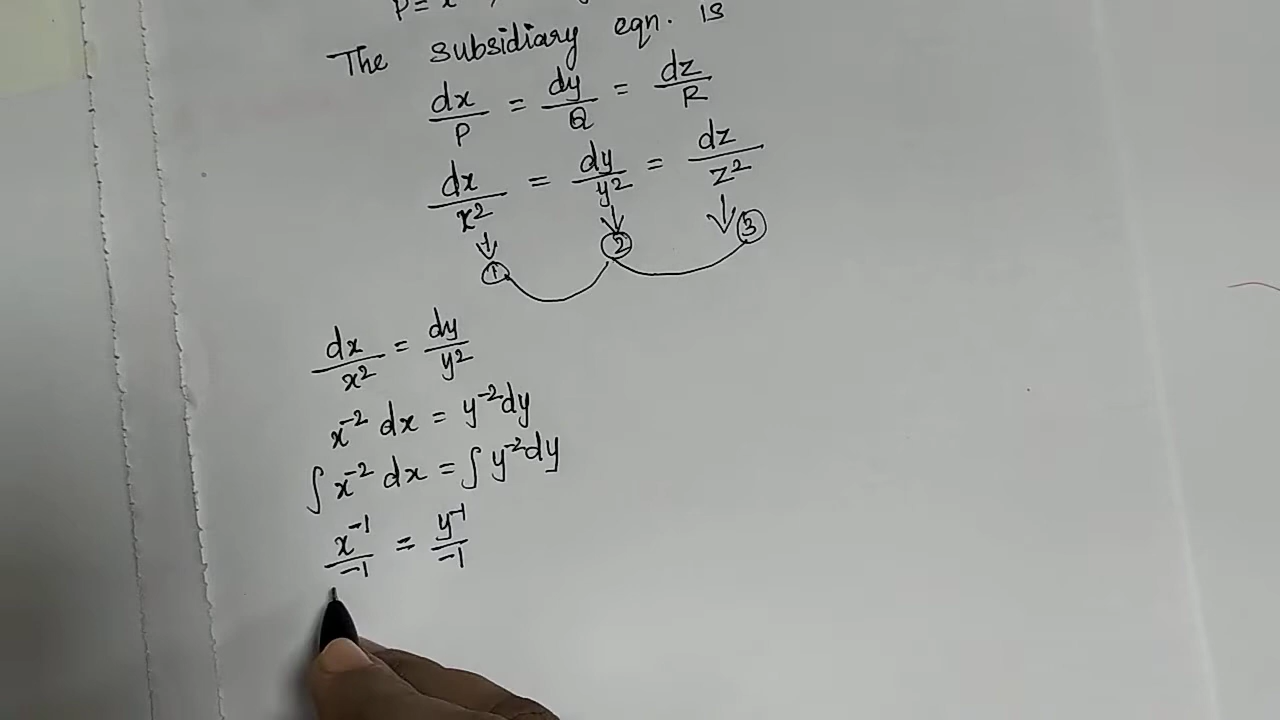 The subsidiary eqn. is
dx/P = dy/Q = dz/R
dx/x² = dy/y² = dz/z²
① ② ③
dx/x² = dy/y²
x⁻² dx = y⁻² dy
∫ x⁻² dx = ∫ y⁻² dy
x⁻¹/-1 = y⁻¹/-1